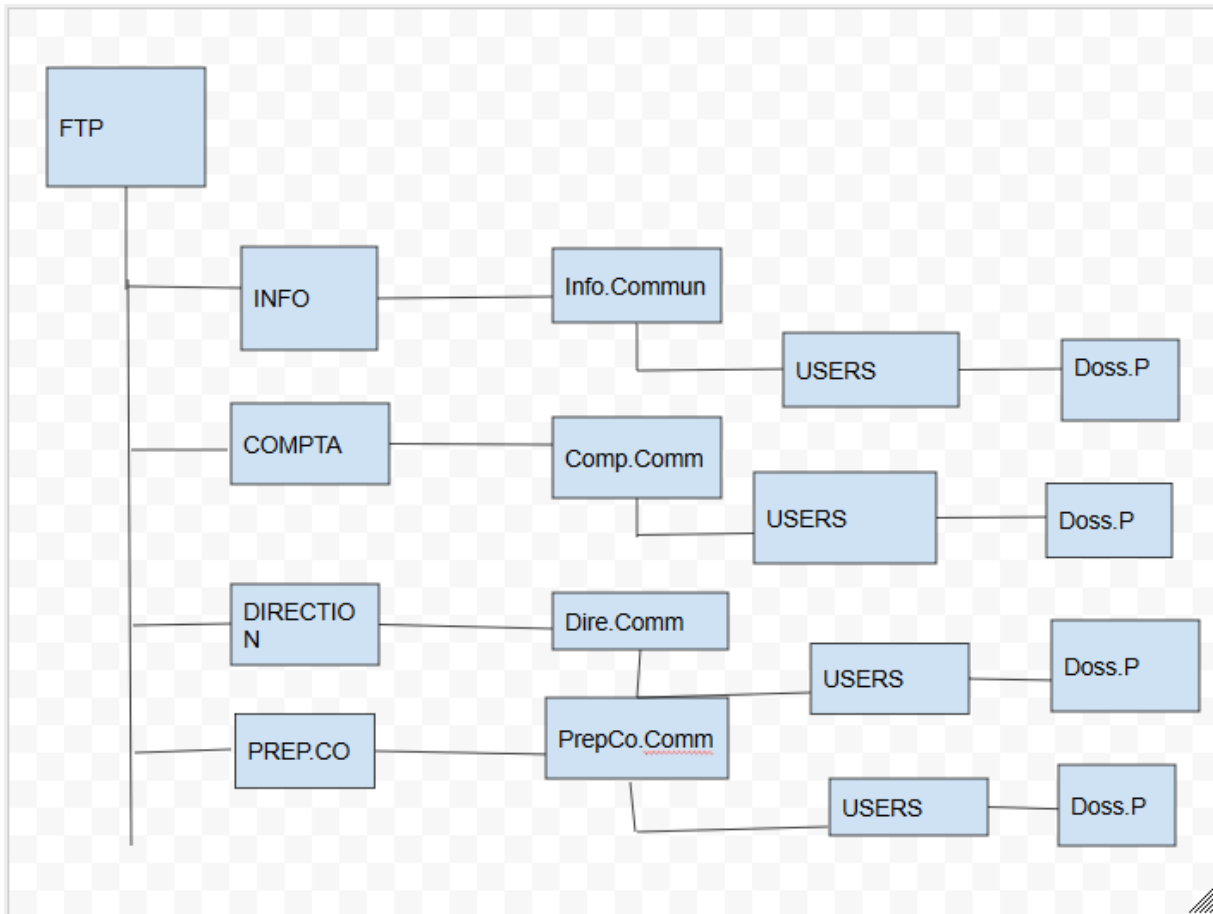 FTP
INFO
Info.Commun
USERS
Doss.P
COMPTA
Comp.Comm
USERS
Doss.P
DIRECTIO
N
Dire.Comm
USERS
Doss.P
PREP.CO
PrepCo.Comm
USERS
Doss.P